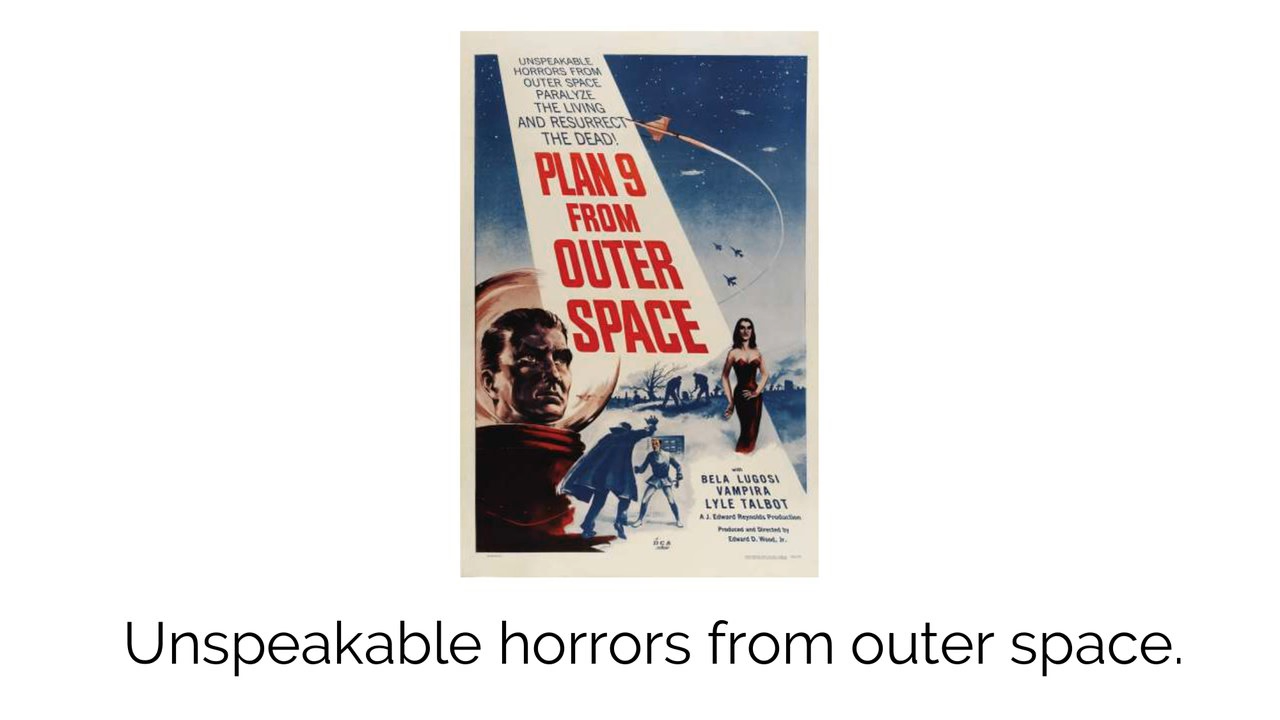 UNSPEAKABLE
HORRORS FROM
OUTER SPACE
PARALYZE
THE LIVING
AND RESURRECT
THE DEAD!
PLAN 9
FROM
OUTER
SPACE
with
BELA LUGOSI
VAMPIRA
LYLE TALBOT
A J. Edward Reynolds Production
Produced and Directed by
Edward D. Wood, Jr.
DCA
Unspeakable horrors from outer space.